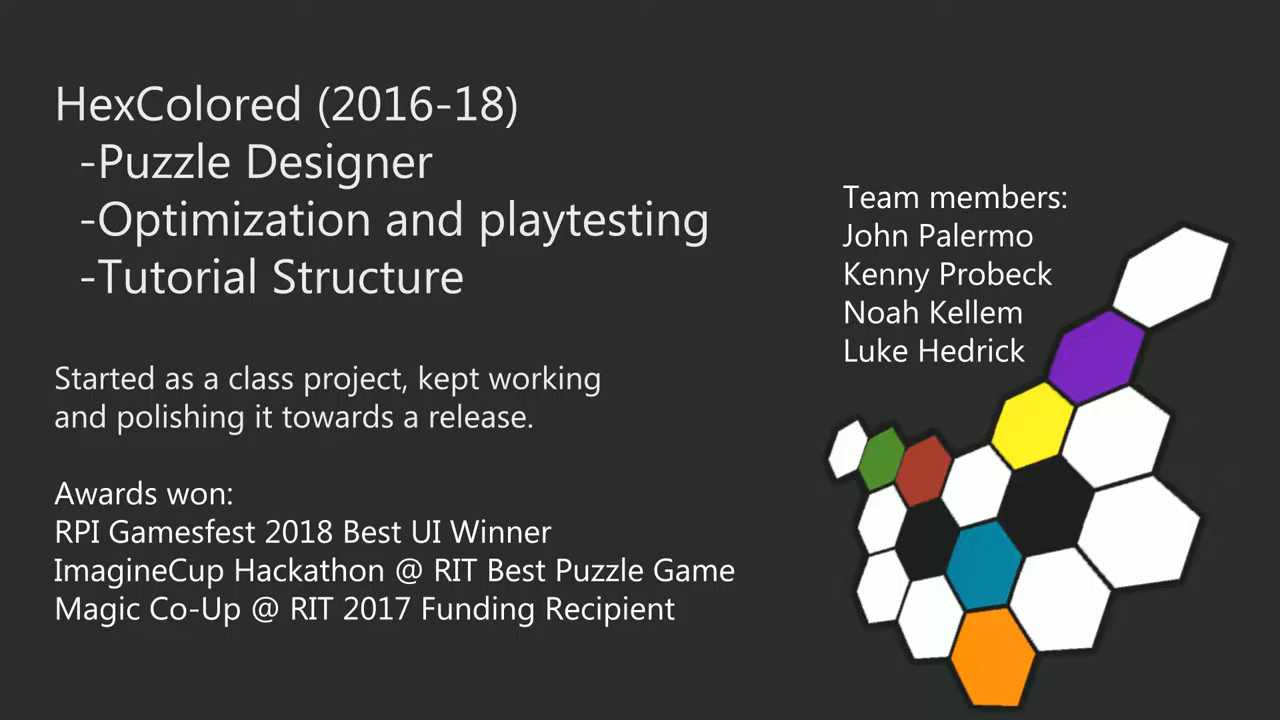 HexColored (2016-18)
-Puzzle Designer
-Optimization and playtesting
-Tutorial Structure
Started as a class project, kept working
and polishing it towards a release.
Awards won:
RPI Gamesfest 2018 Best UI Winner
ImagineCup Hackathon @ RIT Best Puzzle Game
Magic Co-Up @ RIT 2017 Funding Recipient
Team members:
John Palermo
Kenny Probeck
Noah Kellem
Luke Hedrick